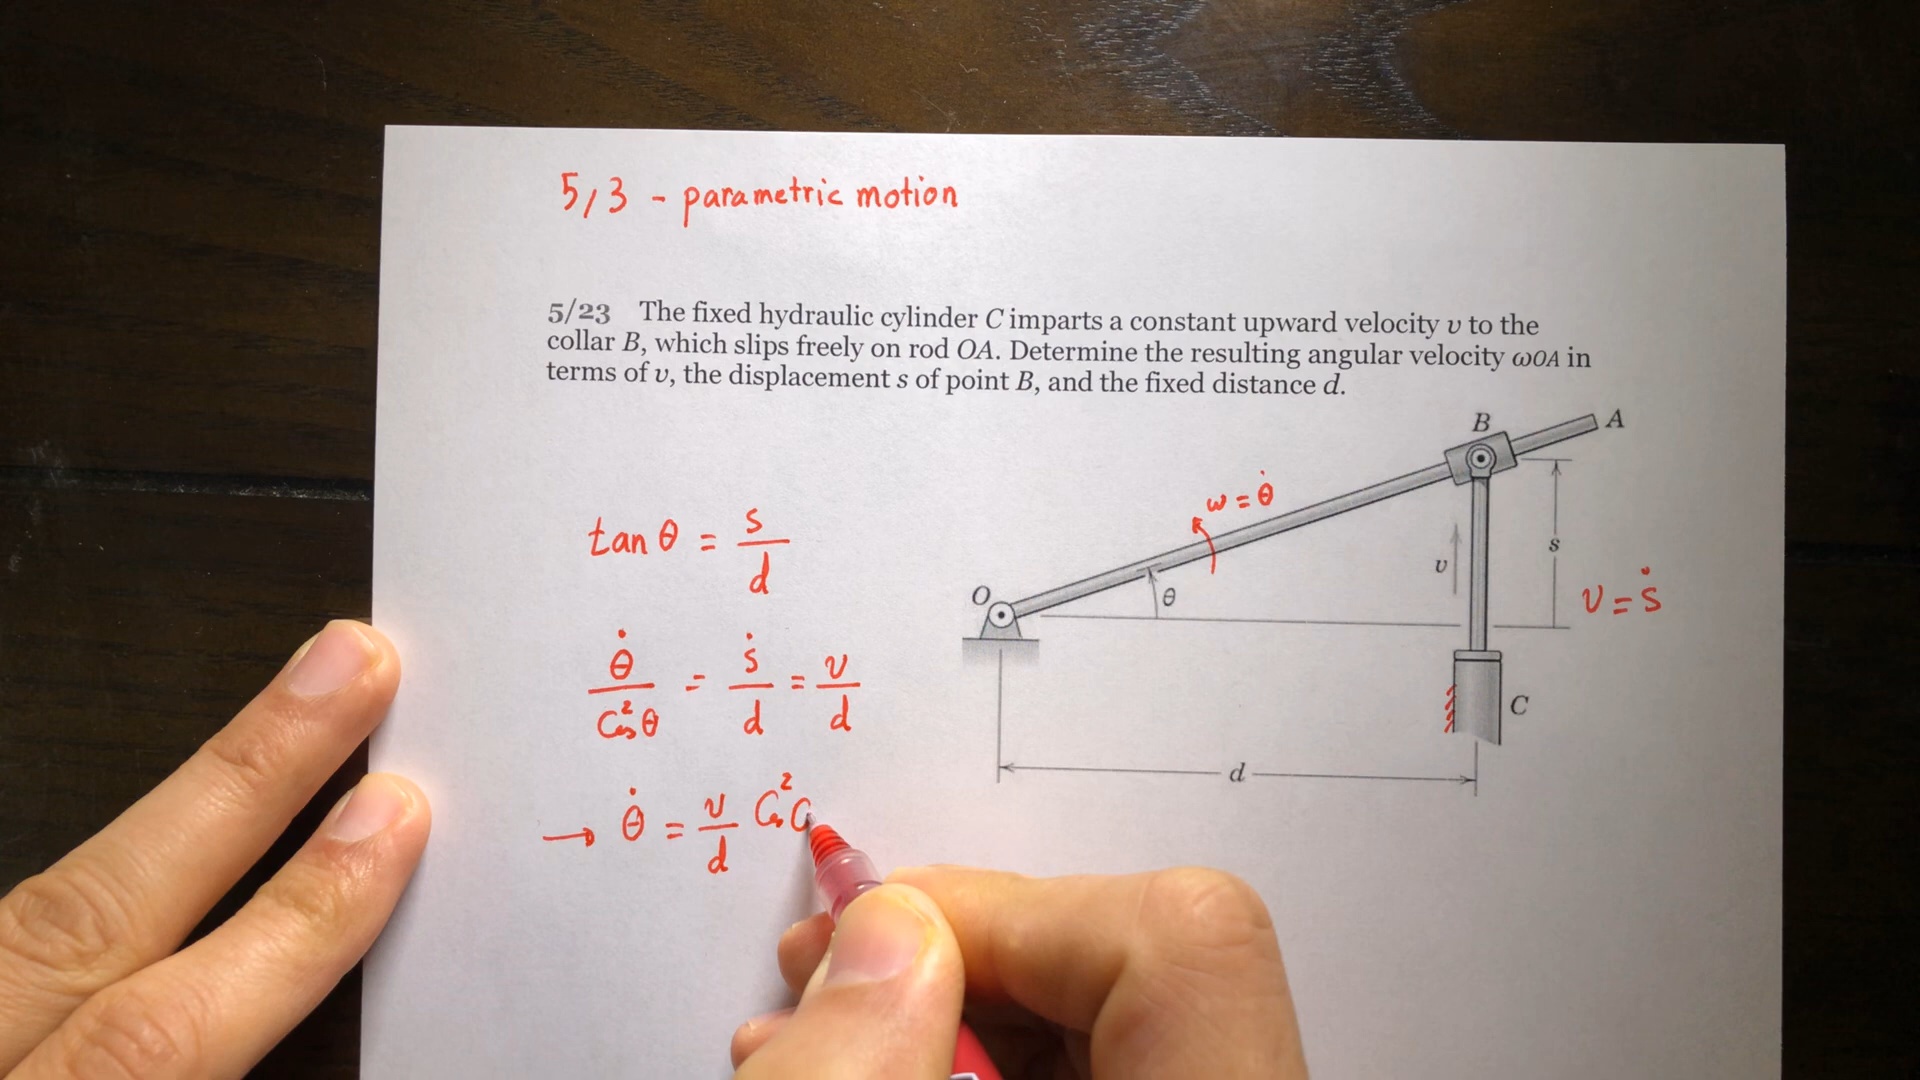 5/3 - parametric motion
5/23 The fixed hydraulic cylinder C imparts a constant upward velocity v to the
collar B, which slips freely on rod OA. Determine the resulting angular velocity ωOA in
terms of v, the displacement s of point B, and the fixed distance d.
B
A
ω = θ̇
tan θ = s/d
v
s
O
θ
v = ṡ
θ̇/Cos²θ = ṡ/d = v/d
C
d
→ θ̇ = v/d Cos²